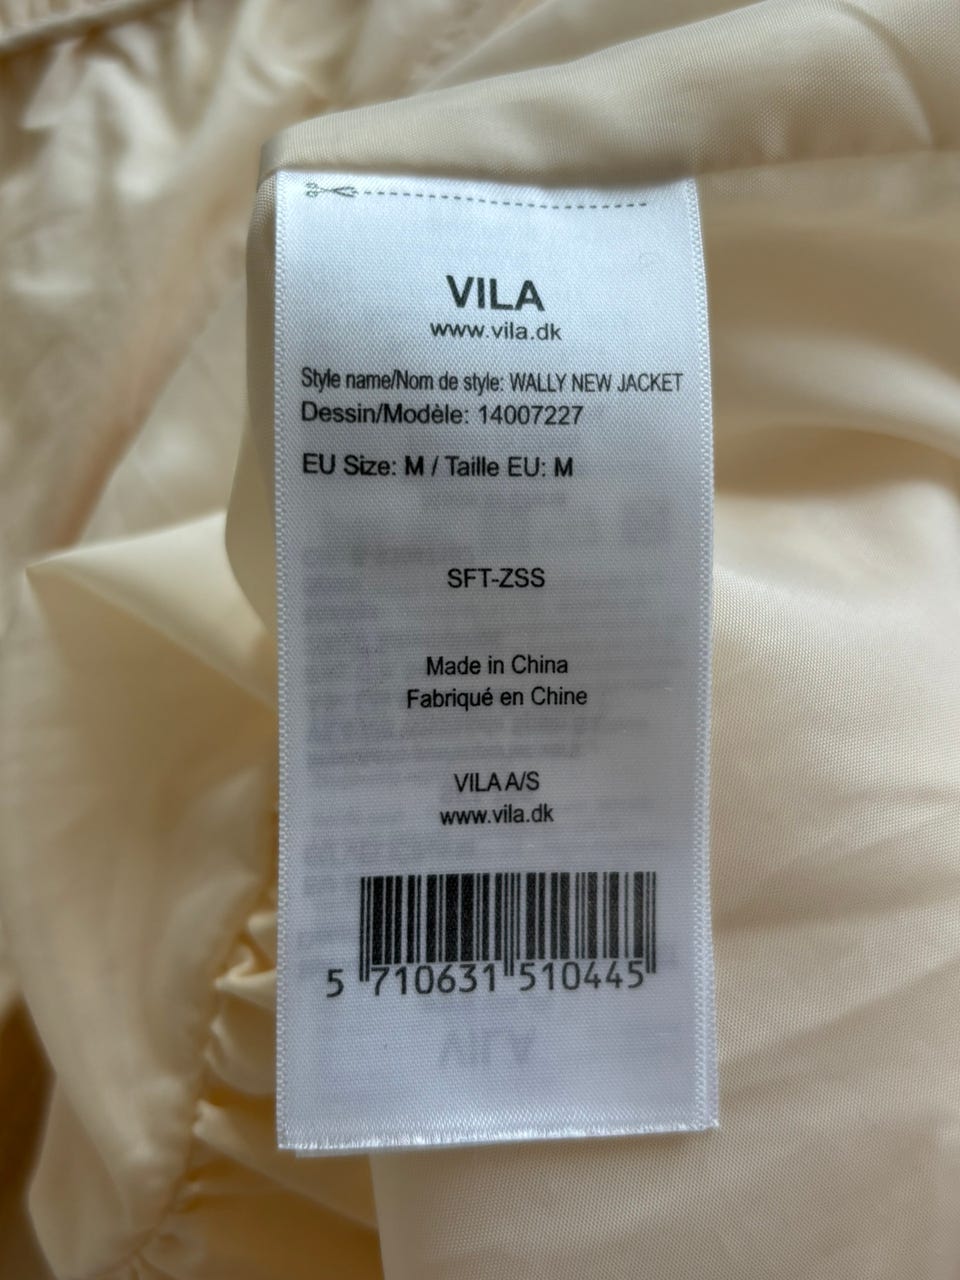 VILA
www.vila.dk
Style name/Nom de style: WALLY NEW JACKET
Dessin/Modèle: 14007227
EU Size: M / Taille EU: M
SFT-ZSS
Made in China
Fabriqué en Chine
VILA A/S
www.vila.dk
5 710631 510445
VILA